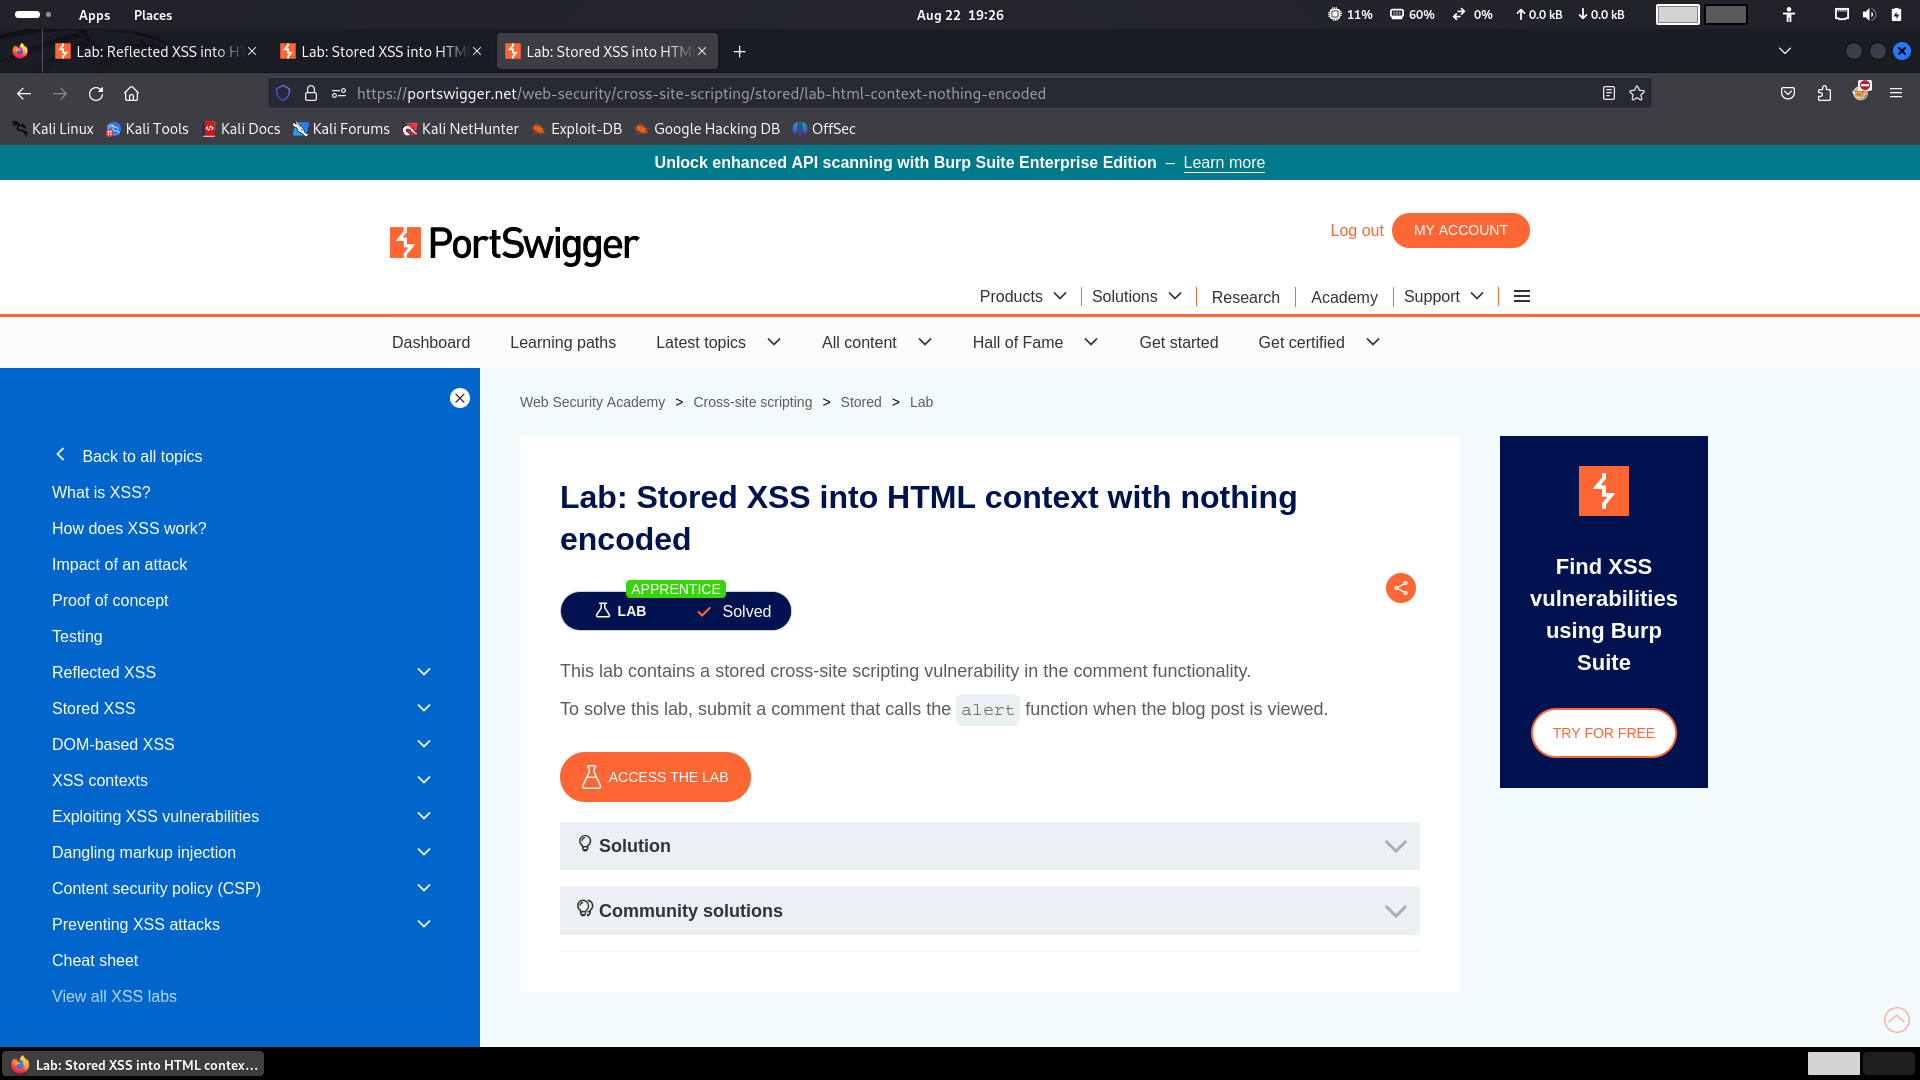 Apps Places Aug 22 19:26 11% 60% 0% 0.0 kB 0.0 kB
Lab: Reflected XSS into HT Lab: Stored XSS into HTM Lab: Stored XSS into HTM
https://portswigger.net/web-security/cross-site-scripting/stored/lab-html-context-nothing-encoded
Kali Linux Kali Tools Kali Docs Kali Forums Kali NetHunter Exploit-DB Google Hacking DB OffSec
Unlock enhanced API scanning with Burp Suite Enterprise Edition – Learn more
PortSwigger
Log out MY ACCOUNT
Products Solutions Research Academy Support
Dashboard Learning paths Latest topics All content Hall of Fame Get started Get certified
Back to all topics
What is XSS?
How does XSS work?
Impact of an attack
Proof of concept
Testing
Reflected XSS
Stored XSS
DOM-based XSS
XSS contexts
Exploiting XSS vulnerabilities
Dangling markup injection
Content security policy (CSP)
Preventing XSS attacks
Cheat sheet
View all XSS labs
Web Security Academy > Cross-site scripting > Stored > Lab
Lab: Stored XSS into HTML context with nothing
encoded
APPRENTICE
LAB Solved
This lab contains a stored cross-site scripting vulnerability in the comment functionality.
To solve this lab, submit a comment that calls the alert function when the blog post is viewed.
ACCESS THE LAB
Solution
Community solutions
Find XSS
vulnerabilities
using Burp
Suite
TRY FOR FREE
Lab: Stored XSS into HTML contex...